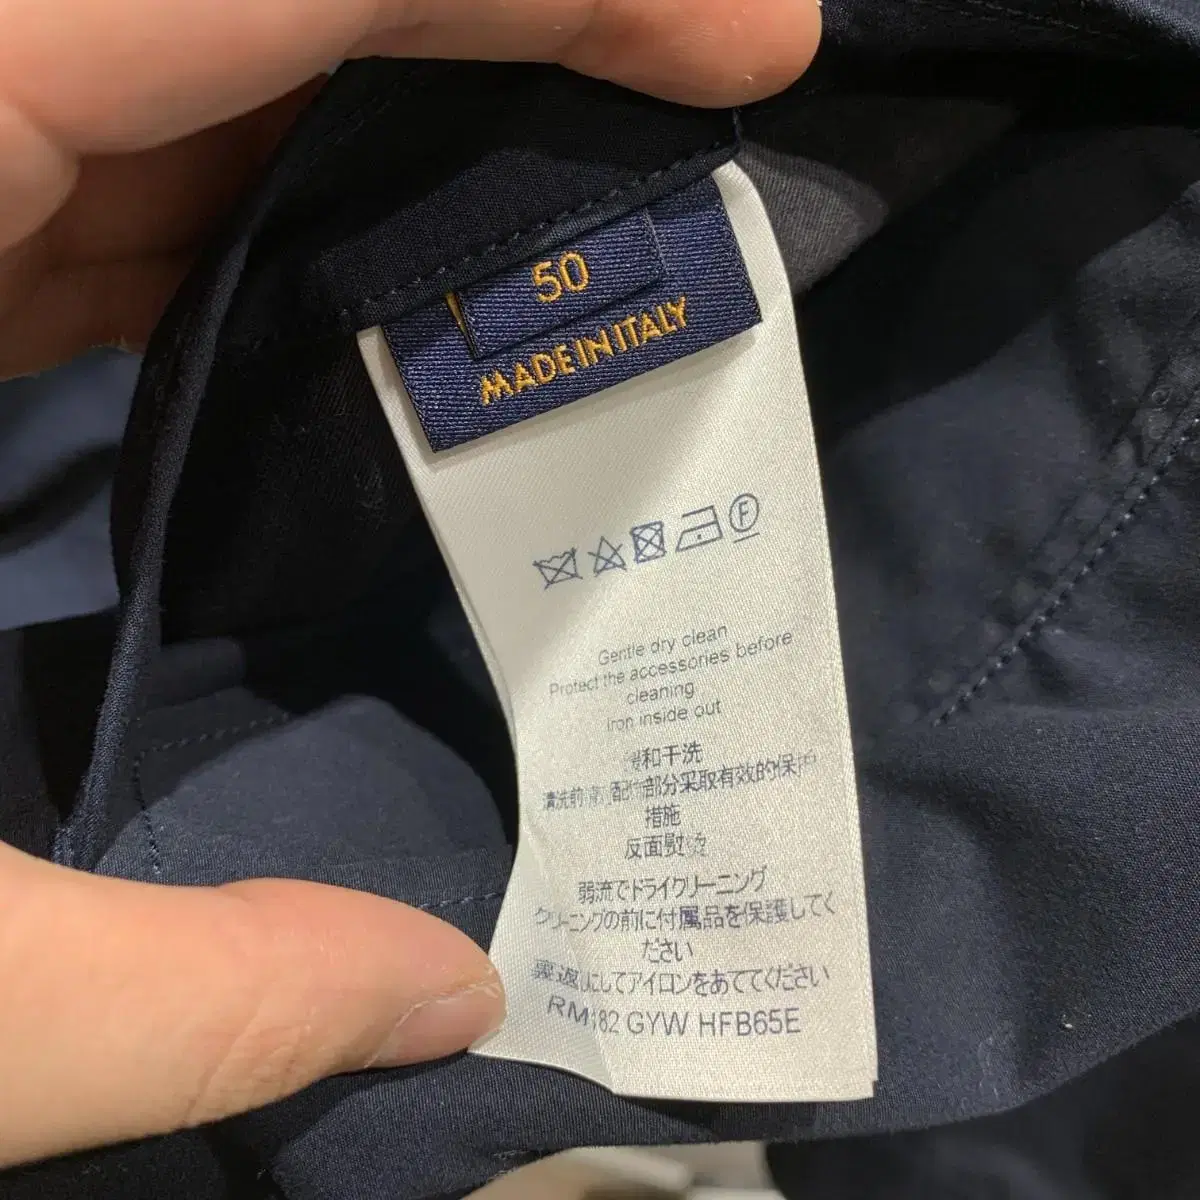 50
MADE IN ITALY
F
Gentle dry clean
Protect the accessories before
cleaning
Iron inside out
和干洗
清洗前 配件部分采取有效的保护
措施
反面熨烫
弱流でドライクリーニング
クリーニングの前に付属品を保護してく
ださい
裏返しにしてアイロンをあててください
82 GYW HFB65E